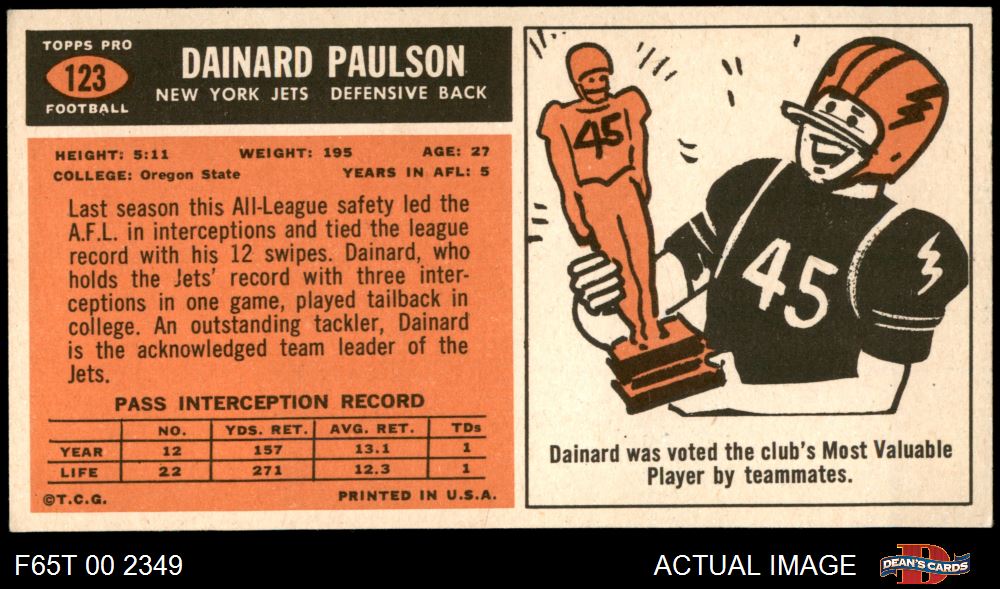 TOPPS PRO
123
FOOTBALL
DAINARD PAULSON
NEW YORK JETS DEFENSIVE BACK
HEIGHT: 5:11 WEIGHT: 195 AGE: 27
COLLEGE: Oregon State YEARS IN AFL: 5
Last season this All-League safety led the
A.F.L. in interceptions and tied the league
record with his 12 swipes. Dainard, who
holds the Jets' record with three inter-
ceptions in one game, played tailback in
college. An outstanding tackler, Dainard
is the acknowledged team leader of the
Jets.
PASS INTERCEPTION RECORD
NO. YDS. RET. AVG. RET. TDs
YEAR 12 157 13.1 1
LIFE 22 271 12.3 1
©T.C.G. PRINTED IN U.S.A.
45
45
Dainard was voted the club's Most Valuable
Player by teammates.
F65T 00 2349 ACTUAL IMAGE
D
DEAN'S CARDS